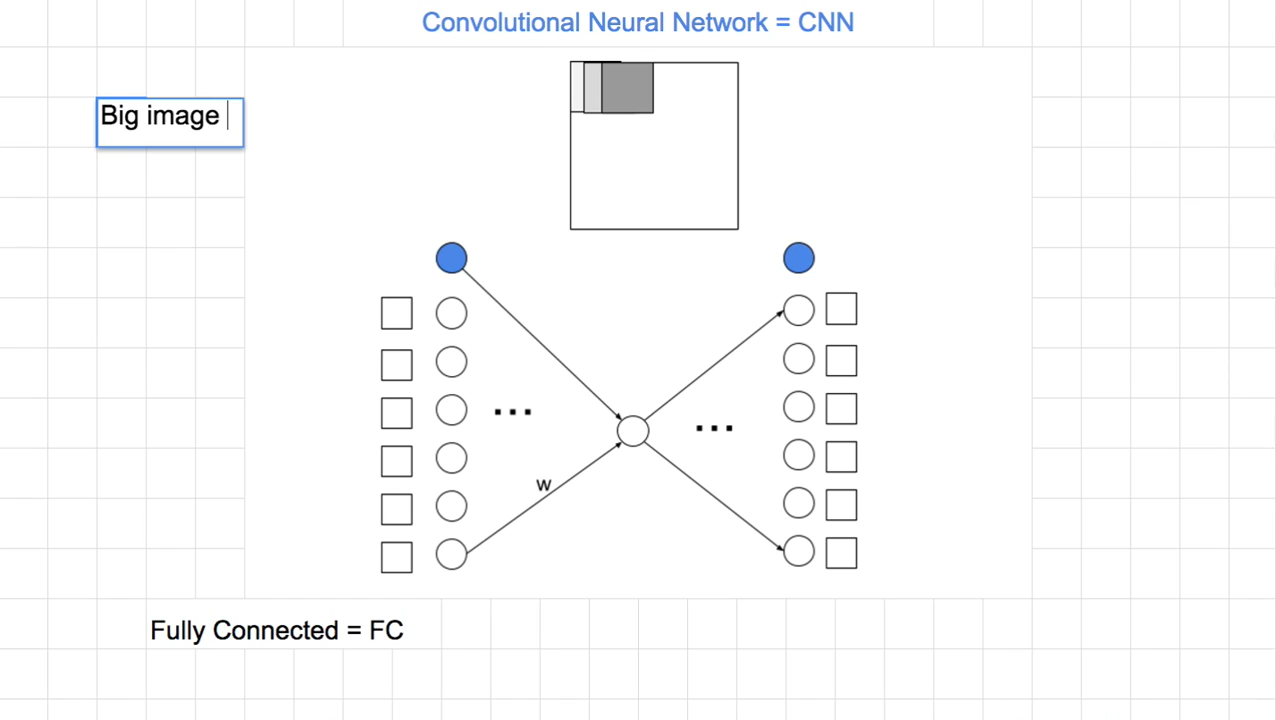 Convolutional Neural Network = CNN
Big image
w
Fully Connected = FC